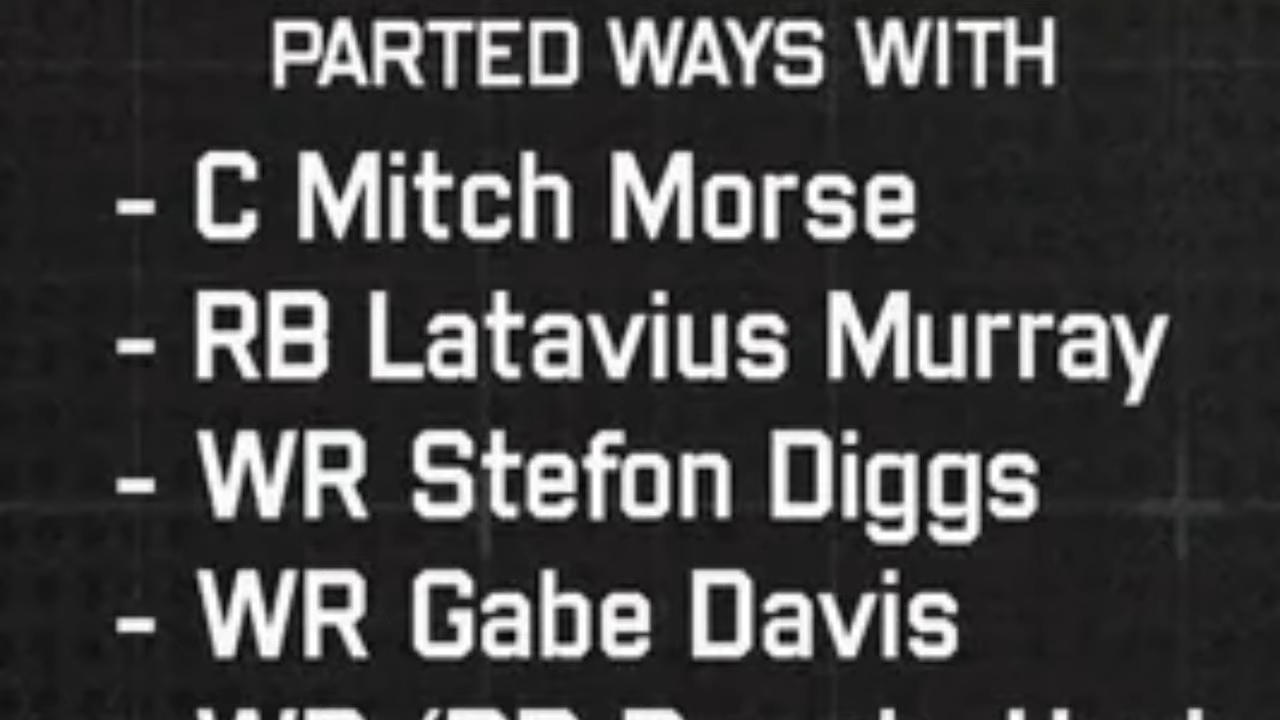 PARTED WAYS WITH
- C Mitch Morse
- RB Latavius Murray
- WR Stefon Diggs
- WR Gabe Davis